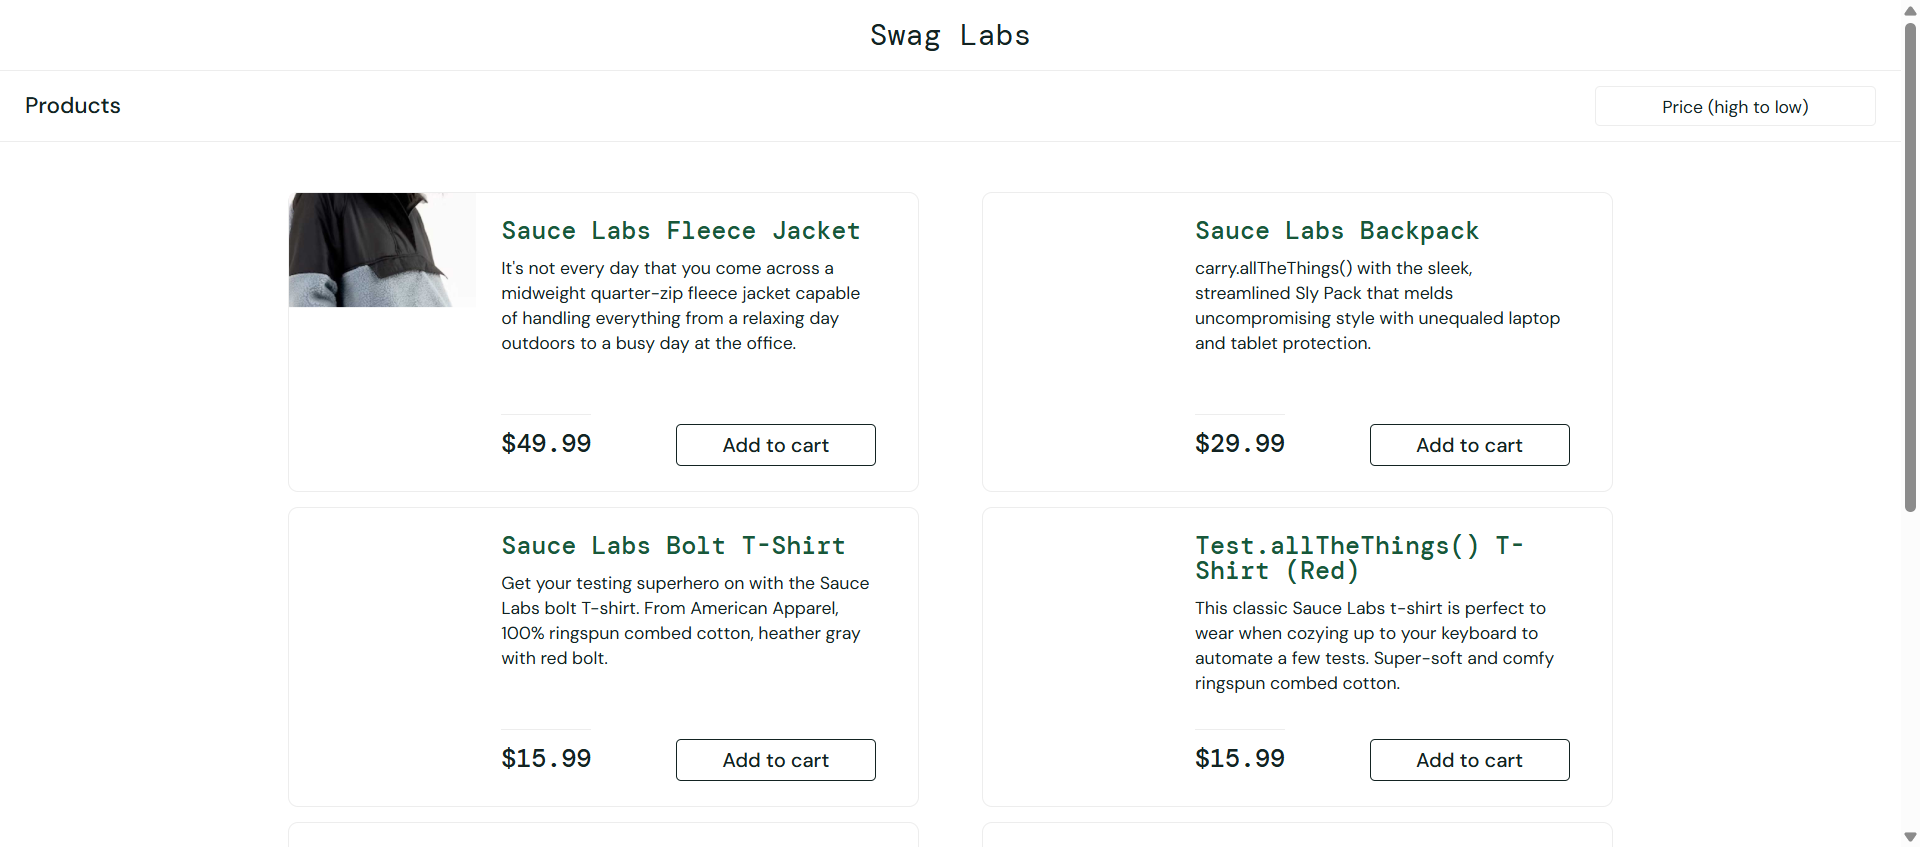 Swag Labs
Products
Price (high to low)
Sauce Labs Fleece Jacket
It's not every day that you come across a
midweight quarter-zip fleece jacket capable
of handling everything from a relaxing day
outdoors to a busy day at the office.
$49.99
Add to cart
Sauce Labs Backpack
carry.allTheThings() with the sleek,
streamlined Sly Pack that melds
uncompromising style with unequaled laptop
and tablet protection.
$29.99
Add to cart
Sauce Labs Bolt T-Shirt
Get your testing superhero on with the Sauce
Labs bolt T-shirt. From American Apparel,
100% ringspun combed cotton, heather gray
with red bolt.
$15.99
Add to cart
Test.allTheThings() T-
Shirt (Red)
This classic Sauce Labs t-shirt is perfect to
wear when cozying up to your keyboard to
automate a few tests. Super-soft and comfy
ringspun combed cotton.
$15.99
Add to cart